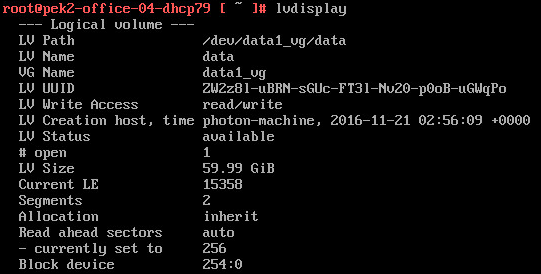 root@pek2-office-04-dhcp79 [ ~ ]# lvdisplay
--- Logical volume ---
LV Path /dev/data1_vg/data
LV Name data
VG Name data1_vg
LV UUID ZW2z8l-uBRN-sGUc-FT3l-Nv20-p0oB-uGWqPo
LV Write Access read/write
LV Creation host, time photon-machine, 2016-11-21 02:56:09 +0000
LV Status available
# open 1
LV Size 59.99 GiB
Current LE 15358
Segments 2
Allocation inherit
Read ahead sectors auto
- currently set to 256
Block device 254:0